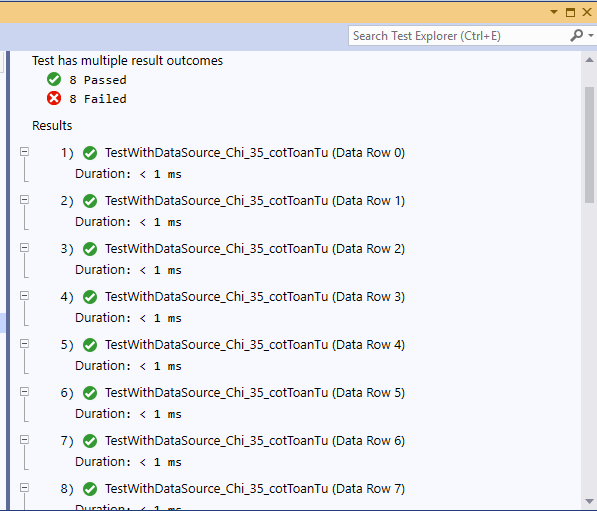 Search Test Explorer (Ctrl+E)
Test has multiple result outcomes
8 Passed
8 Failed
Results
1) TestWithDataSource_Chi_35_cotToanTu (Data Row 0)
Duration: < 1 ms
2) TestWithDataSource_Chi_35_cotToanTu (Data Row 1)
Duration: < 1 ms
3) TestWithDataSource_Chi_35_cotToanTu (Data Row 2)
Duration: < 1 ms
4) TestWithDataSource_Chi_35_cotToanTu (Data Row 3)
Duration: < 1 ms
5) TestWithDataSource_Chi_35_cotToanTu (Data Row 4)
Duration: < 1 ms
6) TestWithDataSource_Chi_35_cotToanTu (Data Row 5)
Duration: < 1 ms
7) TestWithDataSource_Chi_35_cotToanTu (Data Row 6)
Duration: < 1 ms
8) TestWithDataSource_Chi_35_cotToanTu (Data Row 7)
Duration: < 1 ms